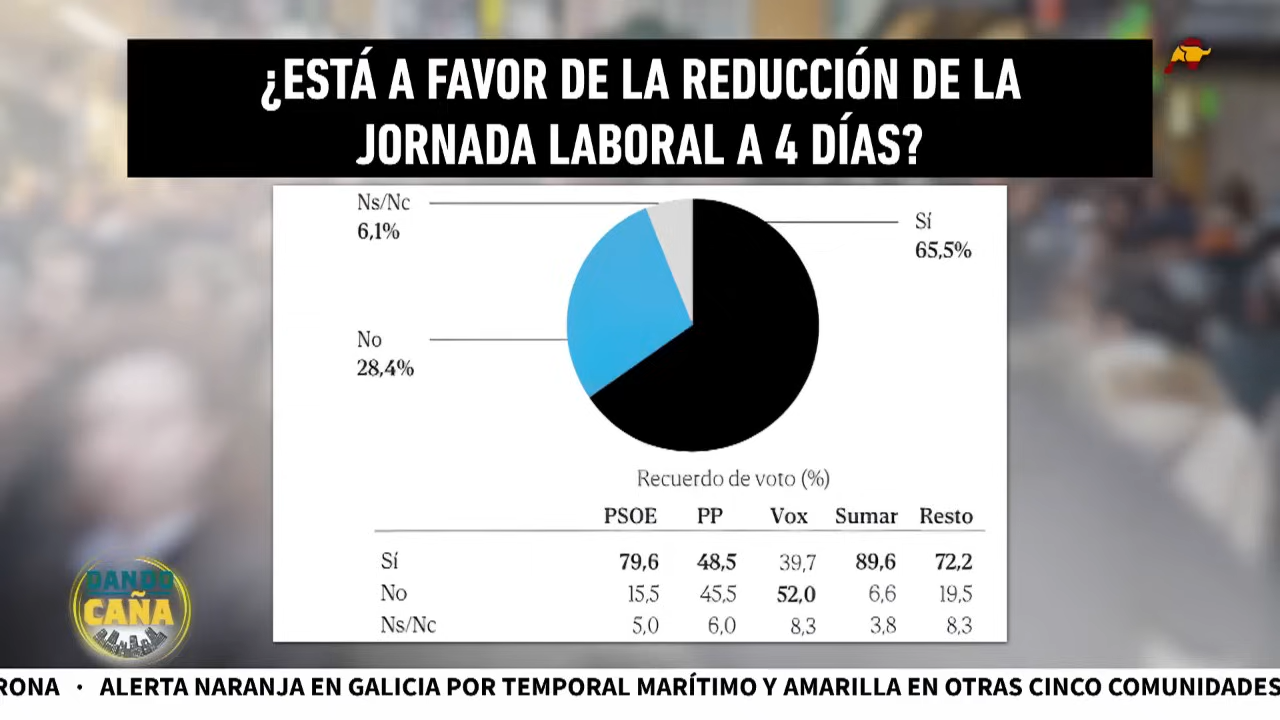 ¿ESTÁ A FAVOR DE LA REDUCCIÓN DE LA
JORNADA LABORAL A 4 DÍAS?
Ns/Nc
6,1%
Sí
65,5%
No
28,4%
Recuerdo de voto (%)
PSOE PP Vox Sumar Resto
Sí 79,6 48,5 39,7 89,6 72,2
No 15,5 45,5 52,0 6,6 19,5
Ns/Nc 5,0 6,0 8,3 3,8 8,3
DANDO
CAÑA
RONA · ALERTA NARANJA EN GALICIA POR TEMPORAL MARÍTIMO Y AMARILLA EN OTRAS CINCO COMUNIDADES